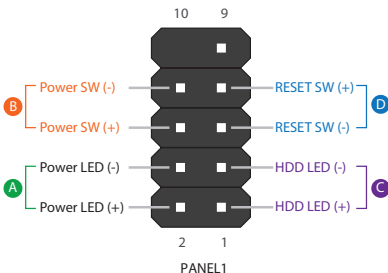 10 9
Power SW (-) RESET SW (+)
B D
Power SW (+) RESET SW (-)
Power LED (-) HDD LED (-)
A C
Power LED (+) HDD LED (+)
2 1
PANEL1